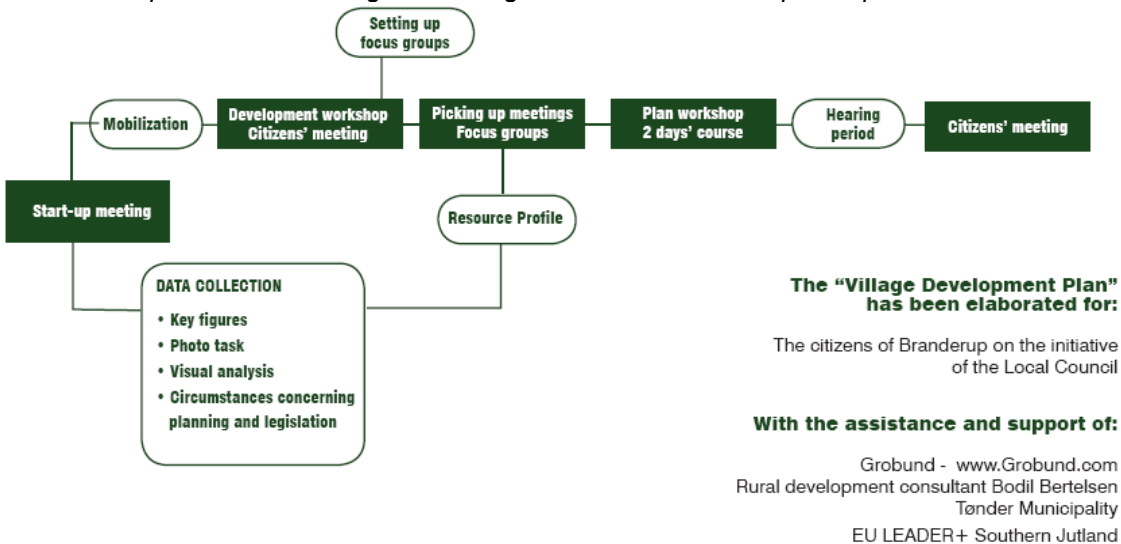 Setting up
focus groups
Mobilization
Development workshop
Citizens' meeting
Picking up meetings
Focus groups
Plan workshop
2 days' course
Hearing
period
Citizens' meeting
Start-up meeting
Resource Profile
DATA COLLECTION
• Key figures
• Photo task
• Visual analysis
• Circumstances concerning
planning and legislation
The “Village Development Plan”
has been elaborated for:
The citizens of Branderup on the initiative
of the Local Council
With the assistance and support of:
Grobund - www.Grobund.com
Rural development consultant Bodil Bertelsen
Tønder Municipality
EU LEADER+ Southern Jutland